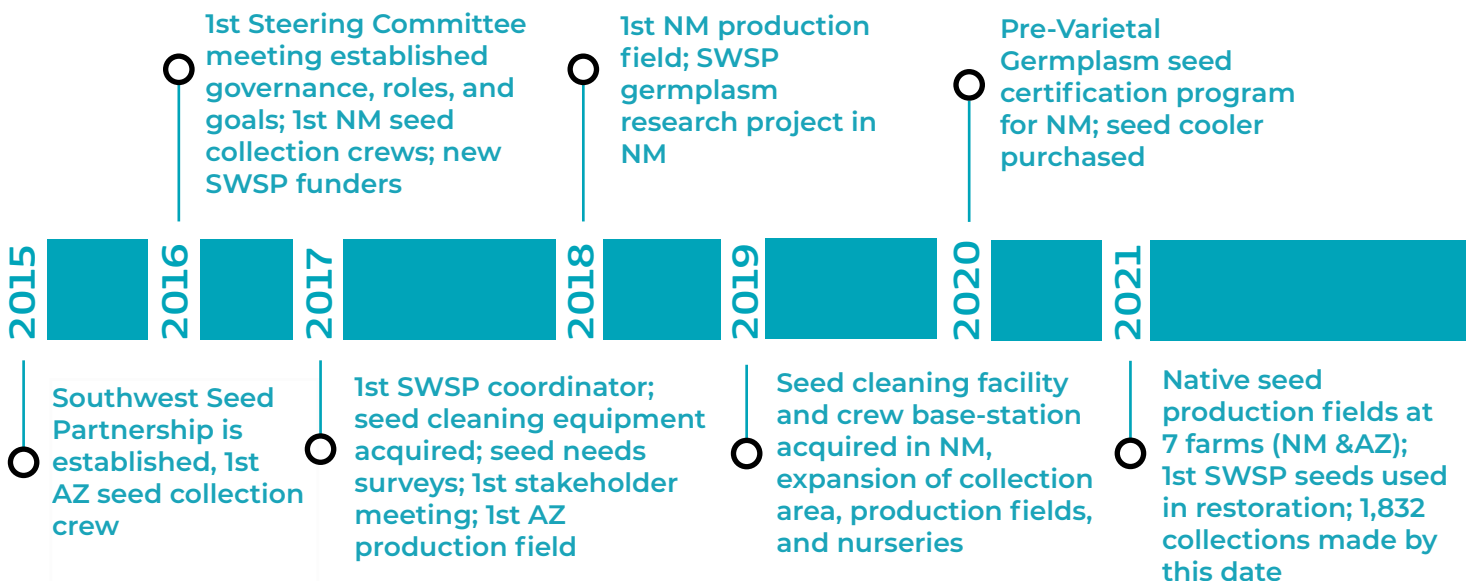 1st Steering Committee
meeting established
governance, roles, and
goals; 1st NM seed
collection crews; new
SWSP funders
1st NM production
field; SWSP
germplasm
research project in
NM
Pre-Varietal
Germplasm seed
certification program
for NM; seed cooler
purchased
2015
2016
2017
2018
2019
2020
2021
Southwest Seed
Partnership is
established, 1st
AZ seed collection
crew
1st SWSP coordinator;
seed cleaning equipment
acquired; seed needs
surveys; 1st stakeholder
meeting; 1st AZ
production field
Seed cleaning facility
and crew base-station
acquired in NM,
expansion of collection
area, production fields,
and nurseries
Native seed
production fields at
7 farms (NM &AZ);
1st SWSP seeds used
in restoration; 1,832
collections made by
this date